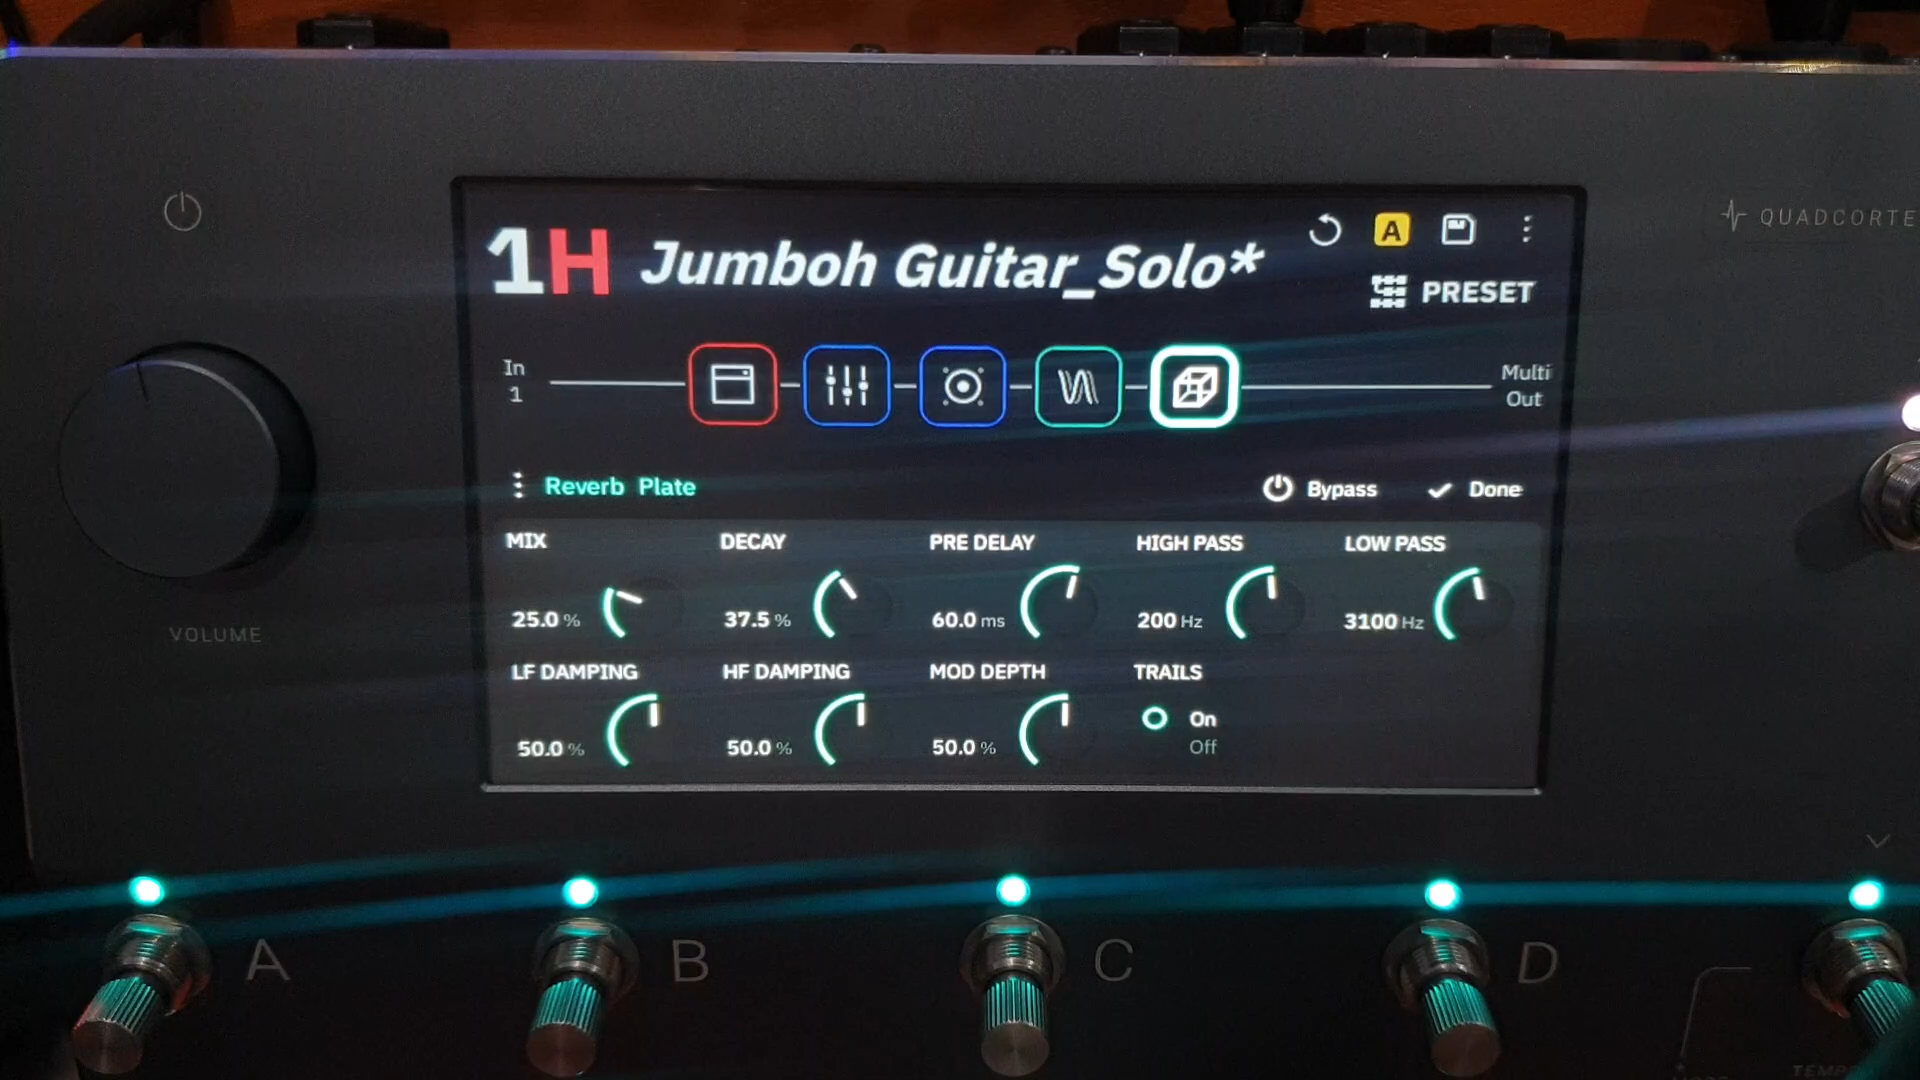 QUADCORTE
1H Jumboh Guitar_Solo*
A
PRESET
In
1
Multi
Out
Reverb Plate
Bypass
Done
MIX
DECAY
PRE DELAY
HIGH PASS
LOW PASS
25.0 %
37.5 %
60.0 ms
200 Hz
3100 Hz
LF DAMPING
HF DAMPING
MOD DEPTH
TRAILS
50.0 %
50.0 %
50.0 %
On
Off
VOLUME
A
B
C
D